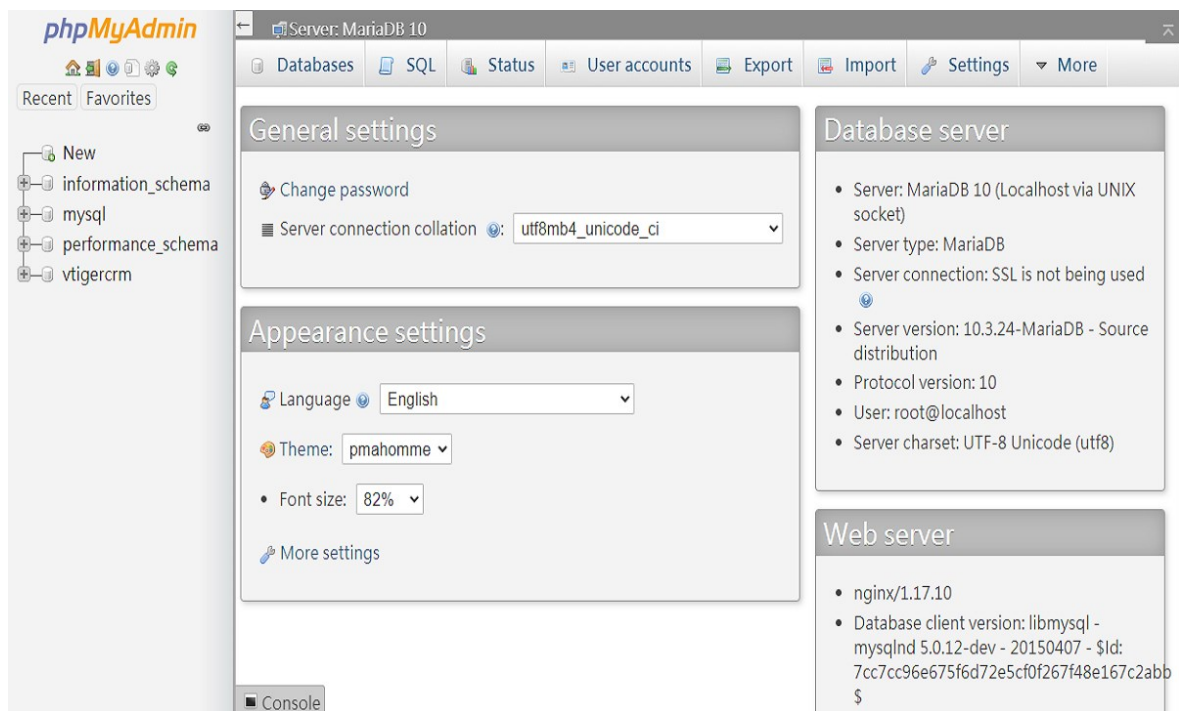 phpMyAdmin
Recent Favorites
New
information_schema
mysql
performance_schema
vtigercrm
Server: MariaDB 10
Databases SQL Status User accounts Export Import Settings More
General settings
Change password
Server connection collation : utf8mb4_unicode_ci
Appearance settings
Language English
Theme: pmahomme
Font size: 82%
More settings
Console
Database server
Server: MariaDB 10 (Localhost via UNIX
socket)
Server type: MariaDB
Server connection: SSL is not being used
Server version: 10.3.24-MariaDB - Source
distribution
Protocol version: 10
User: root@localhost
Server charset: UTF-8 Unicode (utf8)
Web server
nginx/1.17.10
Database client version: libmysql -
mysqlnd 5.0.12-dev - 20150407 - $Id:
7cc7cc96e675f6d72e5cf0f267f48e167c2abb
$